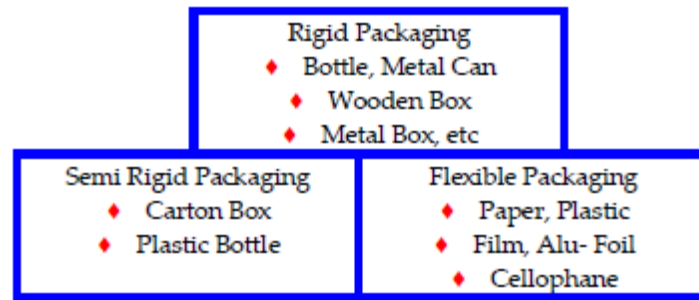 Rigid Packaging
♦ Bottle, Metal Can
♦ Wooden Box
♦ Metal Box, etc
Semi Rigid Packaging
♦ Carton Box
♦ Plastic Bottle
Flexible Packaging
♦ Paper, Plastic
♦ Film, Alu- Foil
♦ Cellophane